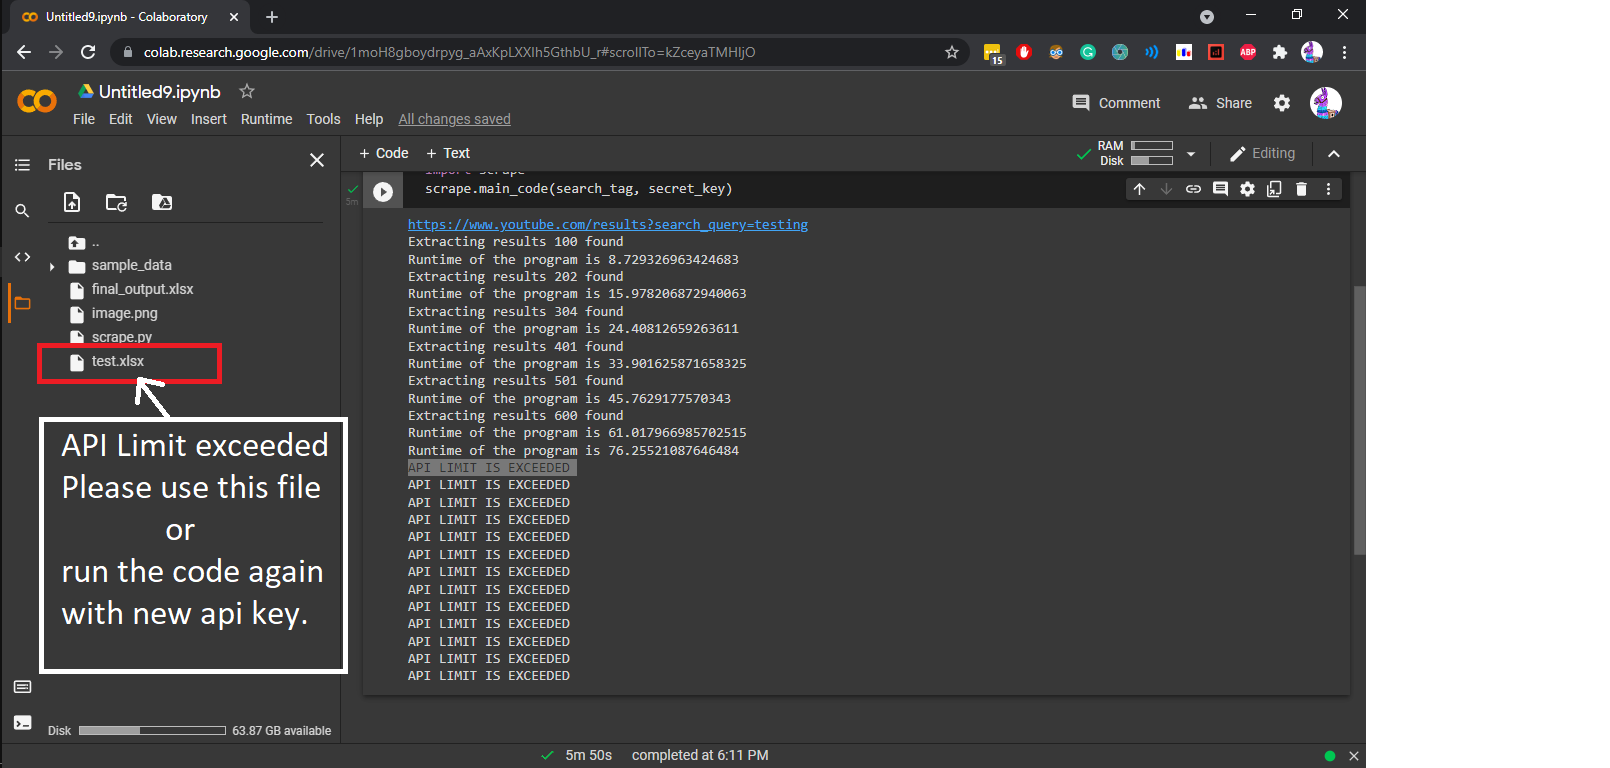 Untitled9.ipynb - Colaboratory
colab.research.google.com/drive/1moH8gboydrpyg_aAxKpLXXIh5GthbU_r#scrollTo=kZceyaTMHIjO
15
ABP
Untitled9.ipynb
File Edit View Insert Runtime Tools Help All changes saved
Comment Share
Files
+ Code + Text
RAM
Disk
Editing
5m
import scrape
scrape.main_code(search_tag, secret_key)
..
sample_data
final_output.xlsx
image.png
scrape.py
test.xlsx
API Limit exceeded
Please use this file
or
run the code again
with new api key.
https://www.youtube.com/results?search_query=testing
Extracting results 100 found
Runtime of the program is 8.729326963424683
Extracting results 202 found
Runtime of the program is 15.978206872940063
Extracting results 304 found
Runtime of the program is 24.40812659263611
Extracting results 401 found
Runtime of the program is 33.901625871658325
Extracting results 501 found
Runtime of the program is 45.7629177570343
Extracting results 600 found
Runtime of the program is 61.017966985702515
Runtime of the program is 76.25521087646484
API LIMIT IS EXCEEDED
API LIMIT IS EXCEEDED
API LIMIT IS EXCEEDED
API LIMIT IS EXCEEDED
API LIMIT IS EXCEEDED
API LIMIT IS EXCEEDED
API LIMIT IS EXCEEDED
API LIMIT IS EXCEEDED
API LIMIT IS EXCEEDED
API LIMIT IS EXCEEDED
API LIMIT IS EXCEEDED
API LIMIT IS EXCEEDED
API LIMIT IS EXCEEDED
Disk 63.87 GB available
5m 50s completed at 6:11 PM